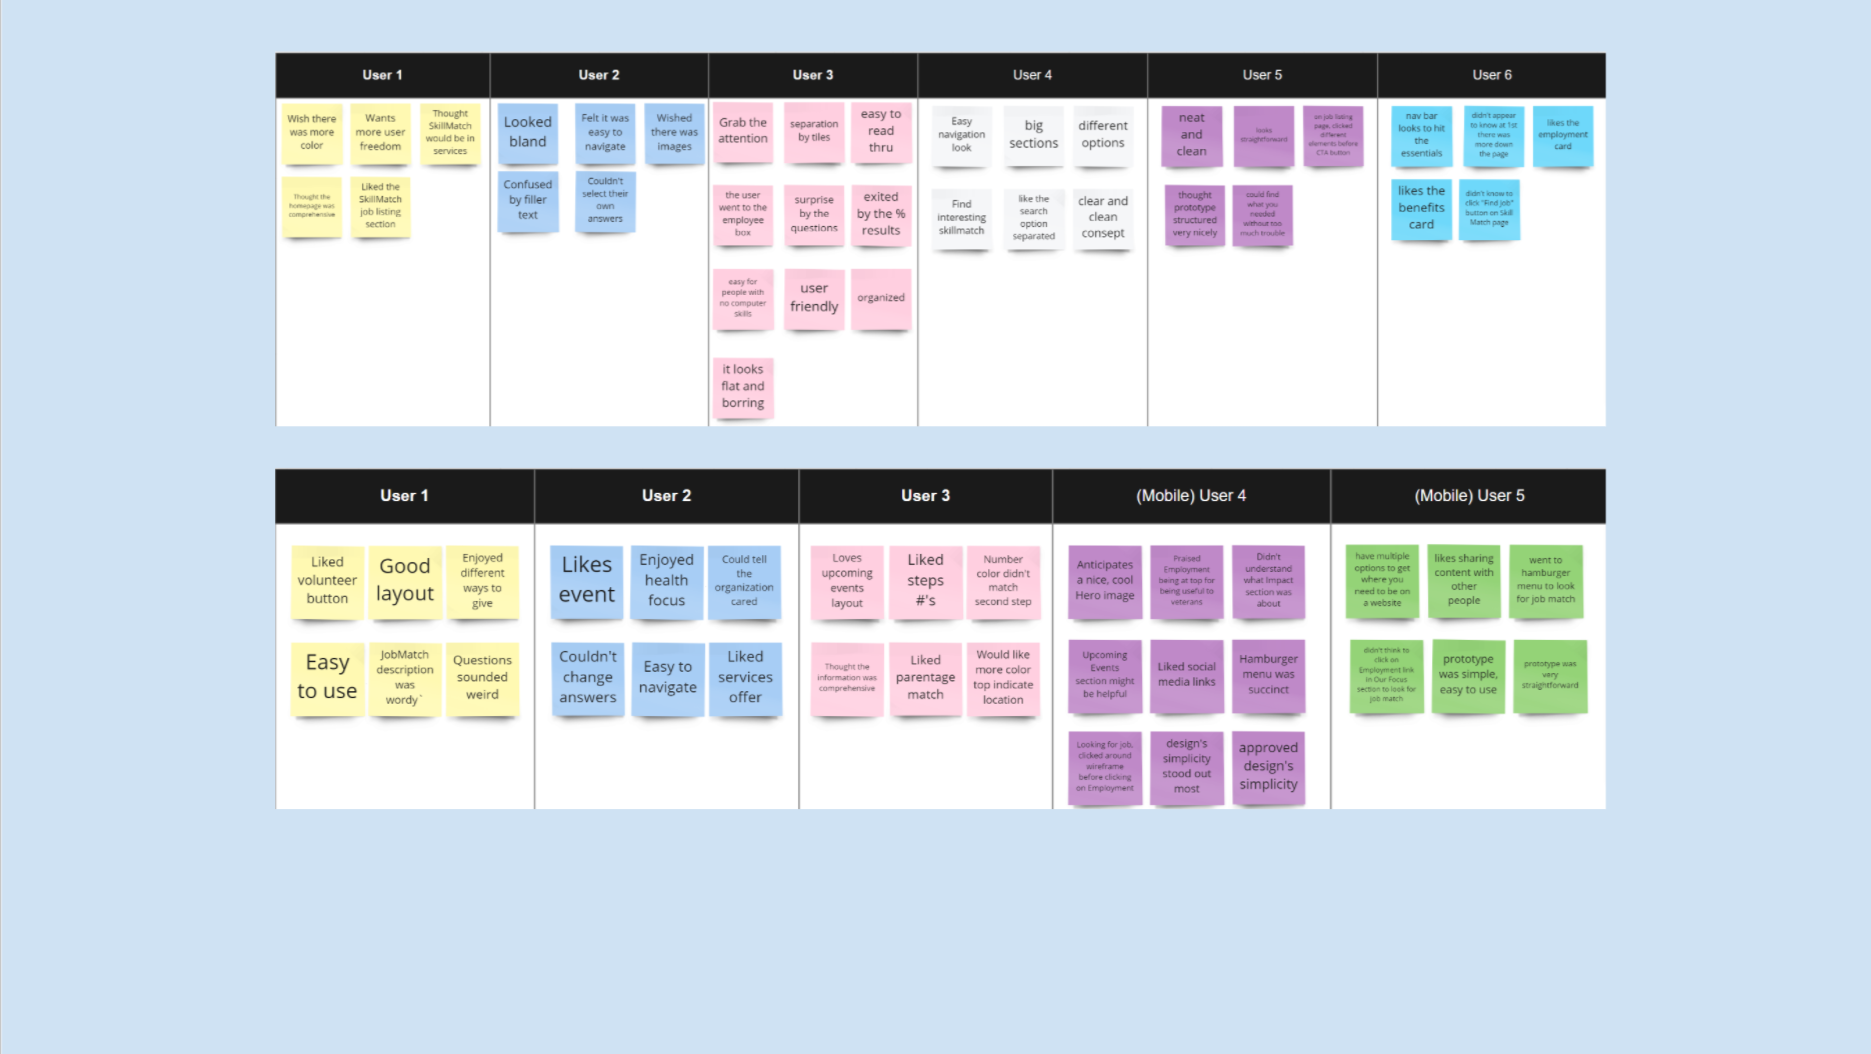 User 1
User 2
User 3
User 4
User 5
User 6
Wish there
was more
color
Wants
more user
freedom
Thought
SkillMatch
would be in
services
Thought the
homepage was
comprehensive
Liked the
SkillMatch
job listing
section
Looked
bland
Felt it was
easy to
navigate
Wished
there was
images
Confused
by filler
text
Couldn't
select their
own
answers
Grab the
attention
separation
by tiles
easy to
read
thru
the user
went to the
employee
box
surprise
by the
questions
exited
by the %
results
easy for
people with
no computer
skills
user
friendly
organized
it looks
flat and
borring
Easy
navigation
look
big
sections
different
options
Find
interesting
skillmatch
like the
search
option
separated
clear and
clean
consept
neat
and
clean
looks
straightforward
on job listing
page, clicked
different
elements before
CTA button
thought
prototype
structured
very nicely
could find
what you
needed
without too
much trouble
nav bar
looks to hit
the
essentials
didn't appear
to know at 1st
there was
more down
the page
likes the
employment
card
likes the
benefits
card
didn't know to
click "Find Job"
button on Skill
Match page
User 1
User 2
User 3
(Mobile) User 4
(Mobile) User 5
Liked
volunteer
button
Good
layout
Enjoyed
different
ways to
give
Easy
to use
JobMatch
description
was
wordy`
Questions
sounded
weird
Likes
event
Enjoyed
health
focus
Could tell
the
organization
cared
Couldn't
change
answers
Easy to
navigate
Liked
services
offer
Loves
upcoming
events
layout
Liked
steps
#'s
Number
color didn't
match
second step
Thought the
information was
comprehensive
Liked
parentage
match
Would like
more color
top indicate
location
Anticipates
a nice, cool
Hero image
Praised
Employment
being at top for
being useful to
veterans
Didn't
understand
what Impact
section was
about
Upcoming
Events
section might
be helpful
Liked social
media links
Hamburger
menu was
succinct
Looking for job,
clicked around
wireframe
before clicking
on Employment
design's
simplicity
stood out
most
approved
design's
simplicity
have multiple
options to get
where you
need to be on
a website
likes sharing
content with
other
people
went to
hamburger
menu to look
for job match
didn't think to
click on
Employment link
in Our Focus
section to look for
job match
prototype
was simple,
easy to use
prototype was
very
straightforward